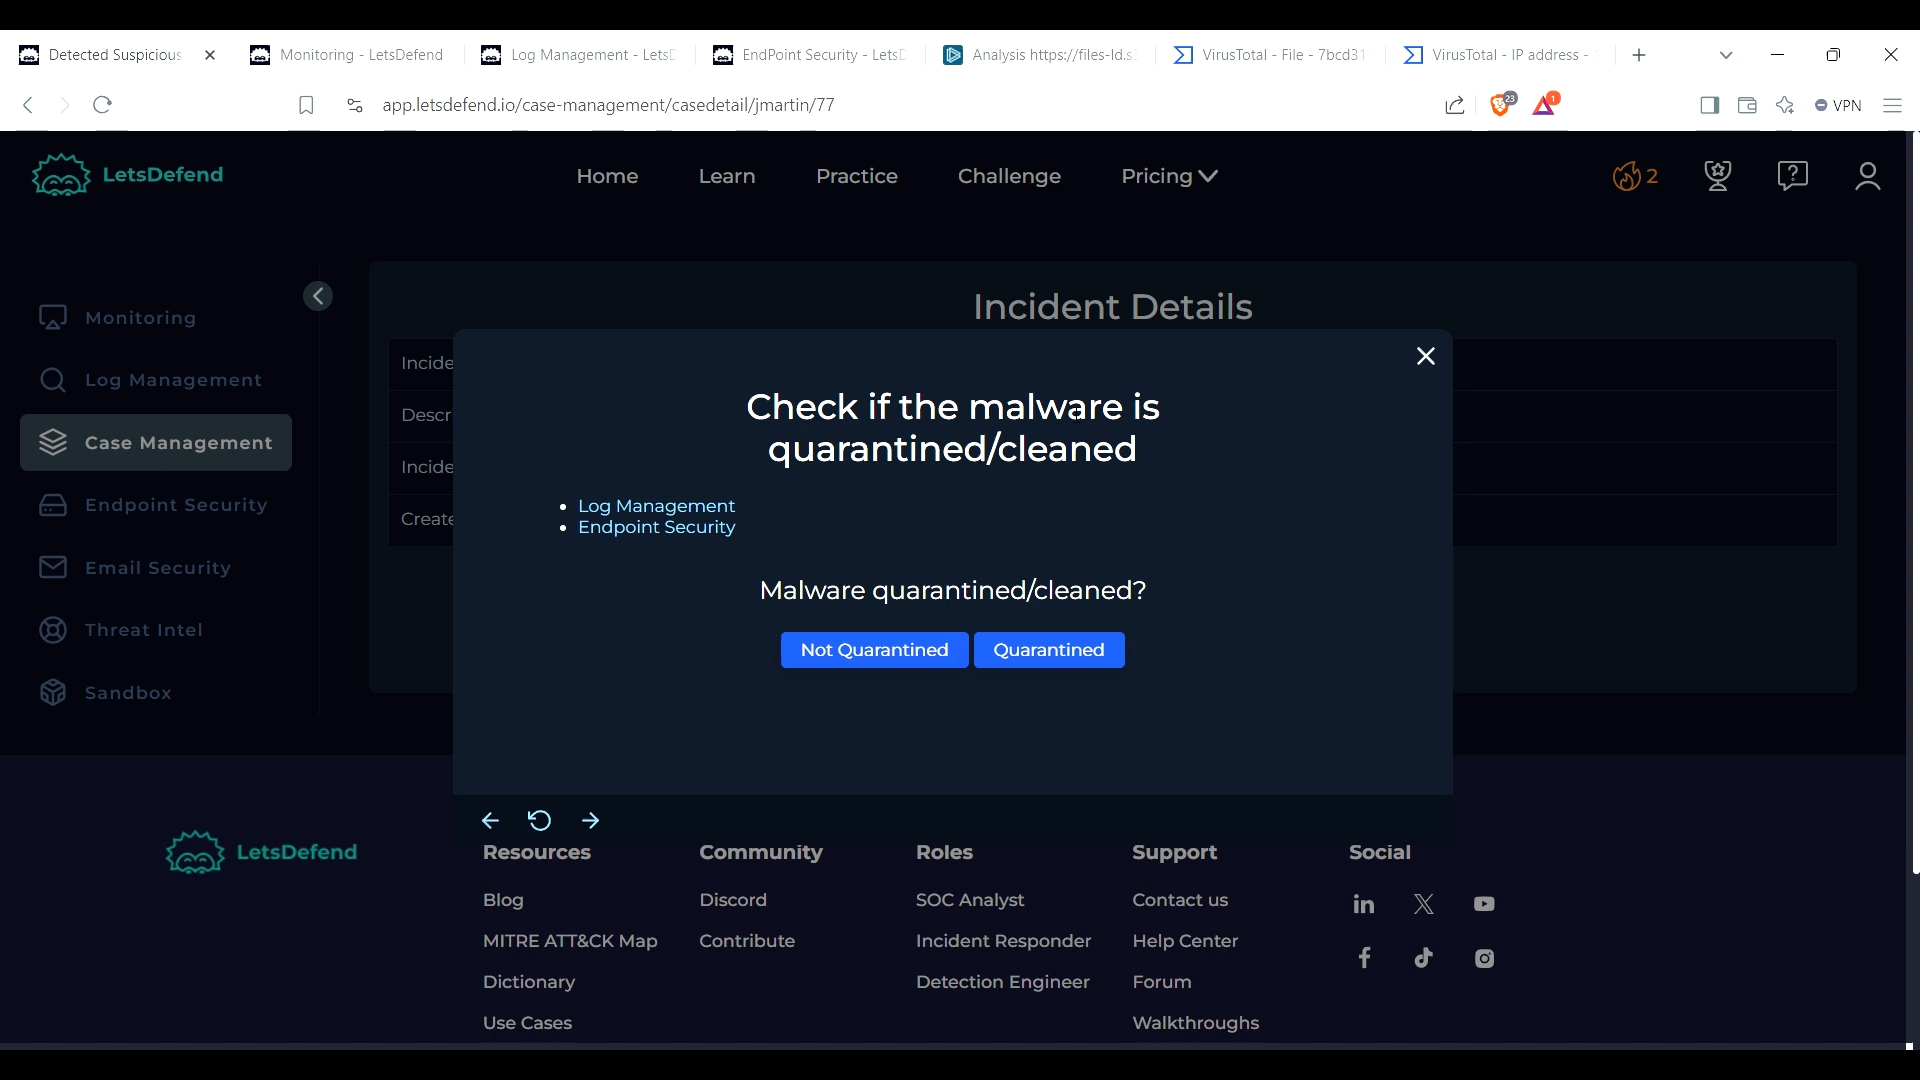 Detected Suspicious
Monitoring - LetsDefend
Log Management - LetsD
EndPoint Security - LetsD
Analysis https://files-ld.s3
VirusTotal - File - 7bcd31
VirusTotal - IP address -
app.letsdefend.io/case-management/casedetail/jmartin/77
23
1
VPN
LetsDefend
Home
Learn
Practice
Challenge
Pricing
2
Monitoring
Log Management
Case Management
Endpoint Security
Email Security
Threat Intel
Sandbox
Incident Details
Incide
Descr
Incide
Create
Check if the malware is
quarantined/cleaned
Log Management
Endpoint Security
Malware quarantined/cleaned?
Not Quarantined
Quarantined
LetsDefend
Resources
Blog
MITRE ATT&CK Map
Dictionary
Use Cases
Community
Discord
Contribute
Roles
SOC Analyst
Incident Responder
Detection Engineer
Support
Contact us
Help Center
Forum
Walkthroughs
Social